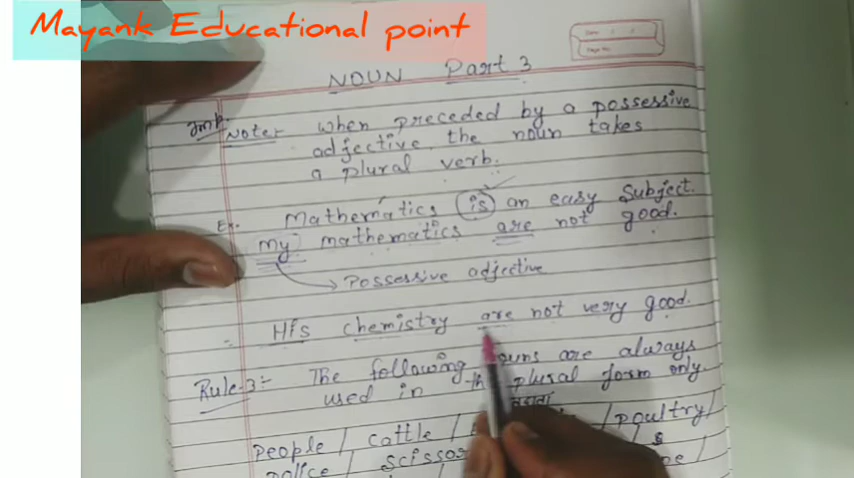 Mayank Educational point
NOUN Part 3
Imp.
Note:- When preceded by a possessive
adjective, the noun takes
a plural verb.
Ex. Mathematics is an easy Subject.
My mathematics are not good.
Possessive adjective
His chemistry are not very good.
Rule-3:- The following nouns are always
used in the plural form only.
people / cattle / / poultry /
police / scissor